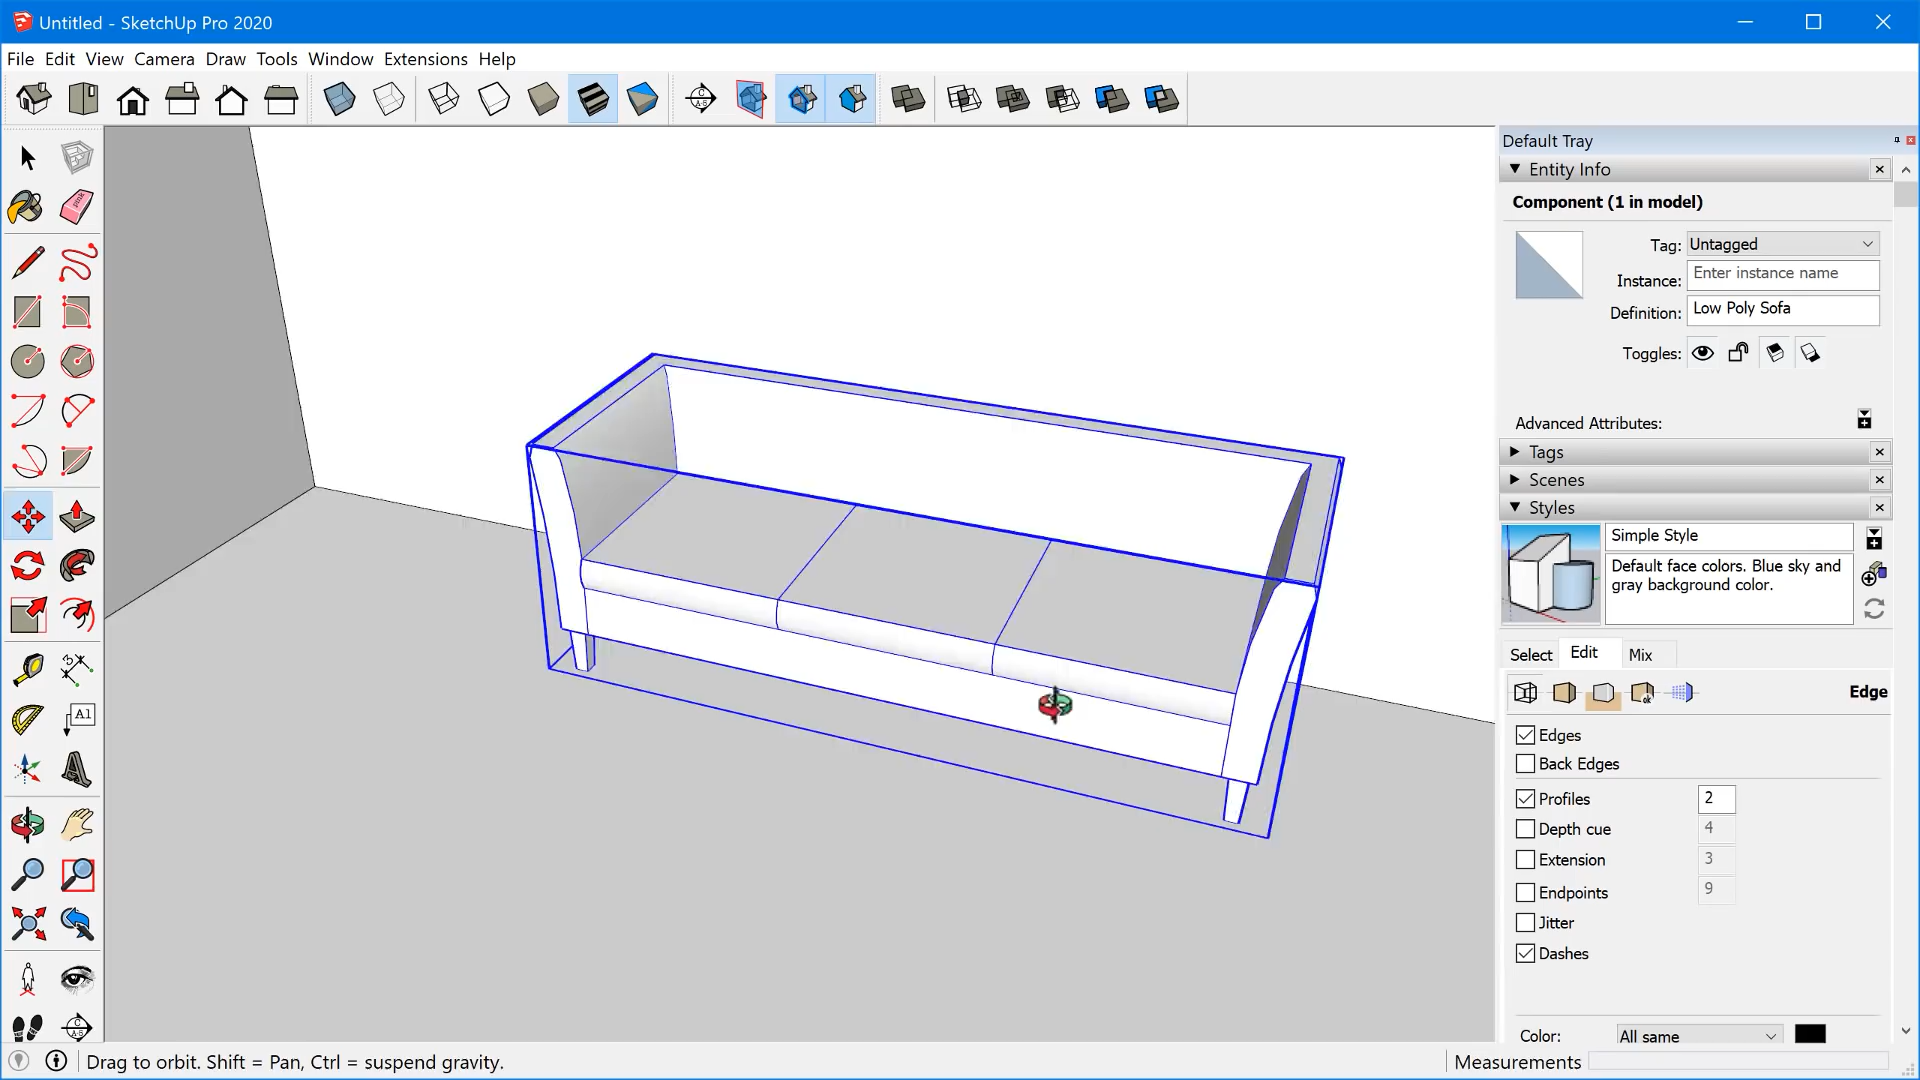 Untitled - SketchUp Pro 2020
File Edit View Camera Draw Tools Window Extensions Help
Default Tray
Entity Info
Component (1 in model)
Tag: Untagged
Instance: Enter instance name
Definition: Low Poly Sofa
Toggles:
Advanced Attributes:
Tags
Scenes
Styles
Simple Style
Default face colors. Blue sky and
gray background color.
Select Edit Mix
Edge
Edges
Back Edges
Profiles 2
Depth cue 4
Extension 3
Endpoints 9
Jitter
Dashes
Color: All same
Drag to orbit. Shift = Pan, Ctrl = suspend gravity.
Measurements